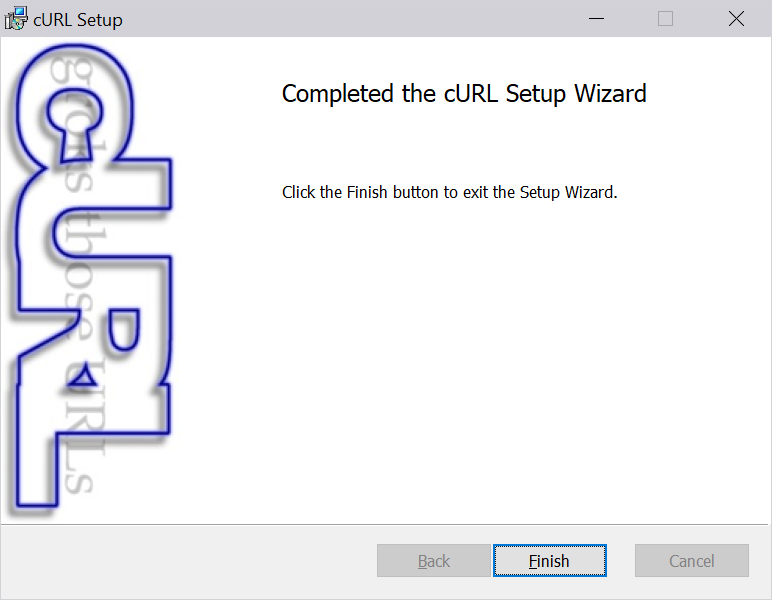 cURL Setup
cURL
groks those URLs
Completed the cURL Setup Wizard
Click the Finish button to exit the Setup Wizard.
Back
Finish
Cancel